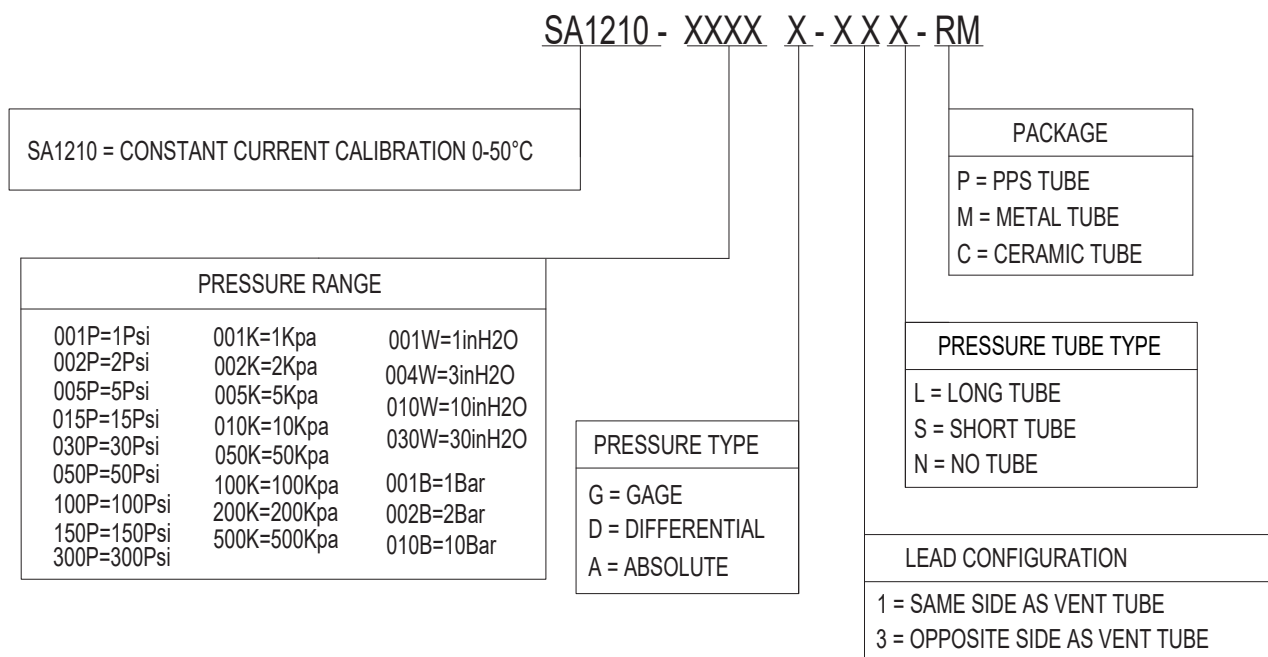 SA1210 - XXXX X - X X X - RM
SA1210 = CONSTANT CURRENT CALIBRATION 0-50°C
PACKAGE
P = PPS TUBE
M = METAL TUBE
C = CERAMIC TUBE
PRESSURE RANGE
001P=1Psi
002P=2Psi
005P=5Psi
015P=15Psi
030P=30Psi
050P=50Psi
100P=100Psi
150P=150Psi
300P=300Psi
001K=1Kpa
002K=2Kpa
005K=5Kpa
010K=10Kpa
050K=50Kpa
100K=100Kpa
200K=200Kpa
500K=500Kpa
001W=1inH2O
004W=3inH2O
010W=10inH2O
030W=30inH2O
001B=1Bar
002B=2Bar
010B=10Bar
PRESSURE TYPE
G = GAGE
D = DIFFERENTIAL
A = ABSOLUTE
PRESSURE TUBE TYPE
L = LONG TUBE
S = SHORT TUBE
N = NO TUBE
LEAD CONFIGURATION
1 = SAME SIDE AS VENT TUBE
3 = OPPOSITE SIDE AS VENT TUBE